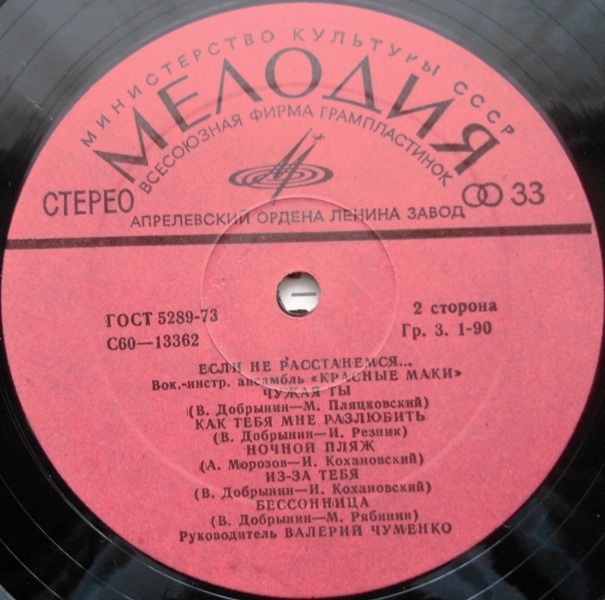 МИНИСТЕРСТВО КУЛЬТУРЫ СССР
МЕЛОДИЯ
ВСЕСОЮЗНАЯ ФИРМА ГРАМПЛАСТИНОК
СТЕРЕО
33
АПРЕЛЕВСКИЙ ОРДЕНА ЛЕНИНА ЗАВОД
ГОСТ 5289-73
2 сторона
С60—13362
Гр. 3. 1-90
ЕСЛИ НЕ РАССТАНЕМСЯ...
Вок.-инстр. ансамбль «КРАСНЫЕ МАКИ»
ЧУЖАЯ ТЫ
(В. Добрынин—М. Пляцковский)
КАК ТЕБЯ МНЕ РАЗЛЮБИТЬ
(В. Добрынин—И. Резник)
НОЧНОЙ ПЛЯЖ
(А. Морозов—И. Кохановский)
ИЗ-ЗА ТЕБЯ
(В. Добрынин—И. Кохановский)
БЕССОННИЦА
(В. Добрынин—М. Рябинин)
Руководитель ВАЛЕРИЙ ЧУМЕНКО